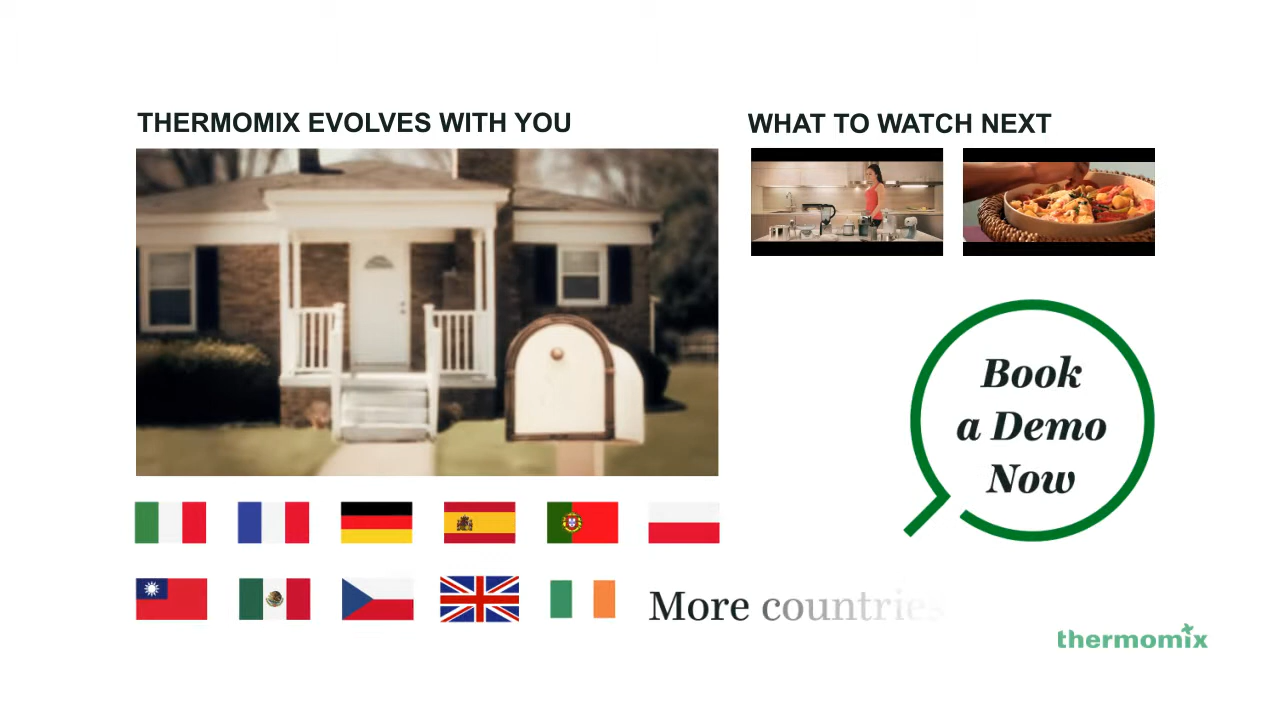 THERMOMIX EVOLVES WITH YOU
WHAT TO WATCH NEXT
Book
a Demo
Now
More countries
thermomix